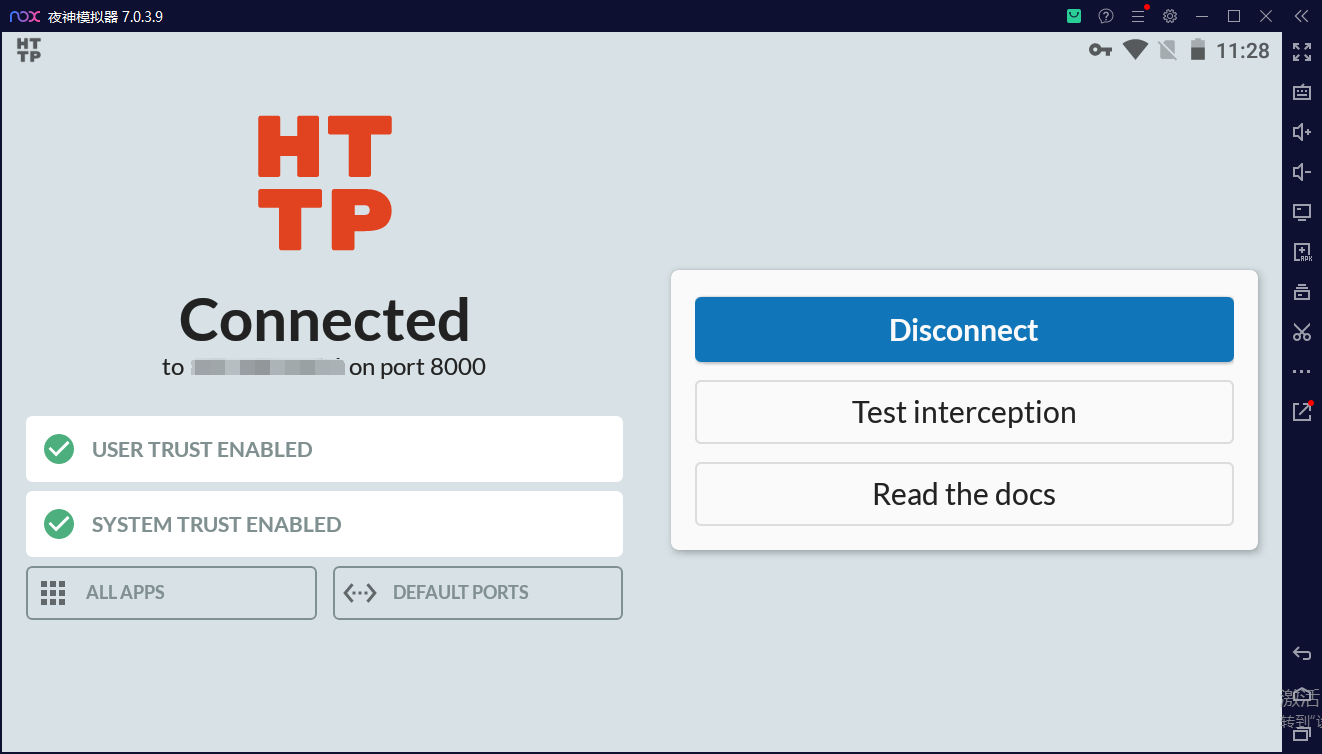 nox 夜神模拟器 7.0.3.9
HT
TP
11:28
HT
TP
Connected
to on port 8000
USER TRUST ENABLED
SYSTEM TRUST ENABLED
ALL APPS
DEFAULT PORTS
Disconnect
Test interception
Read the docs
APK
激活
转到"设